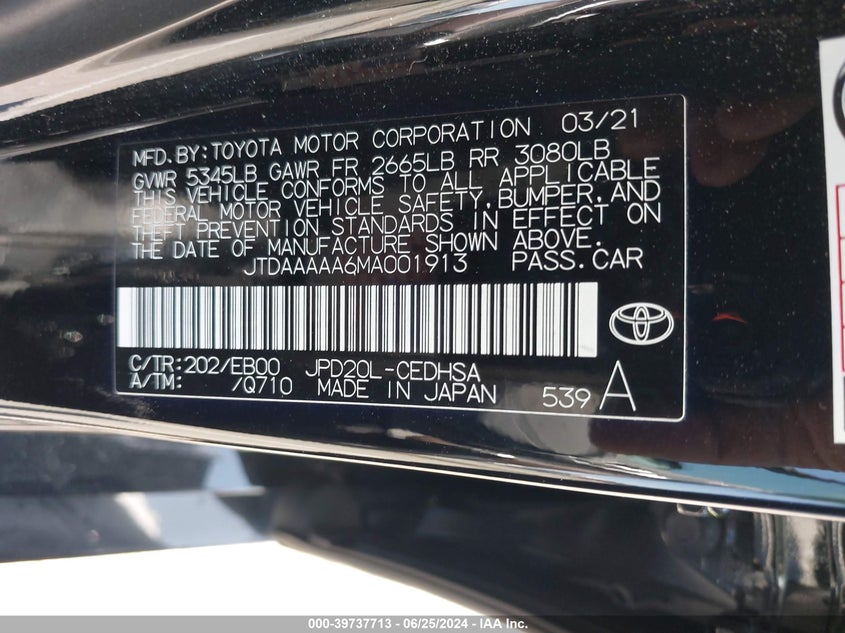 MFD. BY: TOYOTA MOTOR CORPORATION 03/21
GVWR 5345LB GAWR FR 2665LB RR 3080LB
THIS VEHICLE CONFORMS TO ALL APPLICABLE
FEDERAL MOTOR VEHICLE SAFETY, BUMPER, AND
THEFT PREVENTION STANDARDS IN EFFECT ON
THE DATE OF MANUFACTURE SHOWN ABOVE.
JTDAAAAA6MA001913 PASS. CAR
C/TR: 202/EB00 JPD20L-CEDHSA
A/TM: /Q710 MADE IN JAPAN 539 A
000-39737713 - 06/25/2024 - IAA Inc.